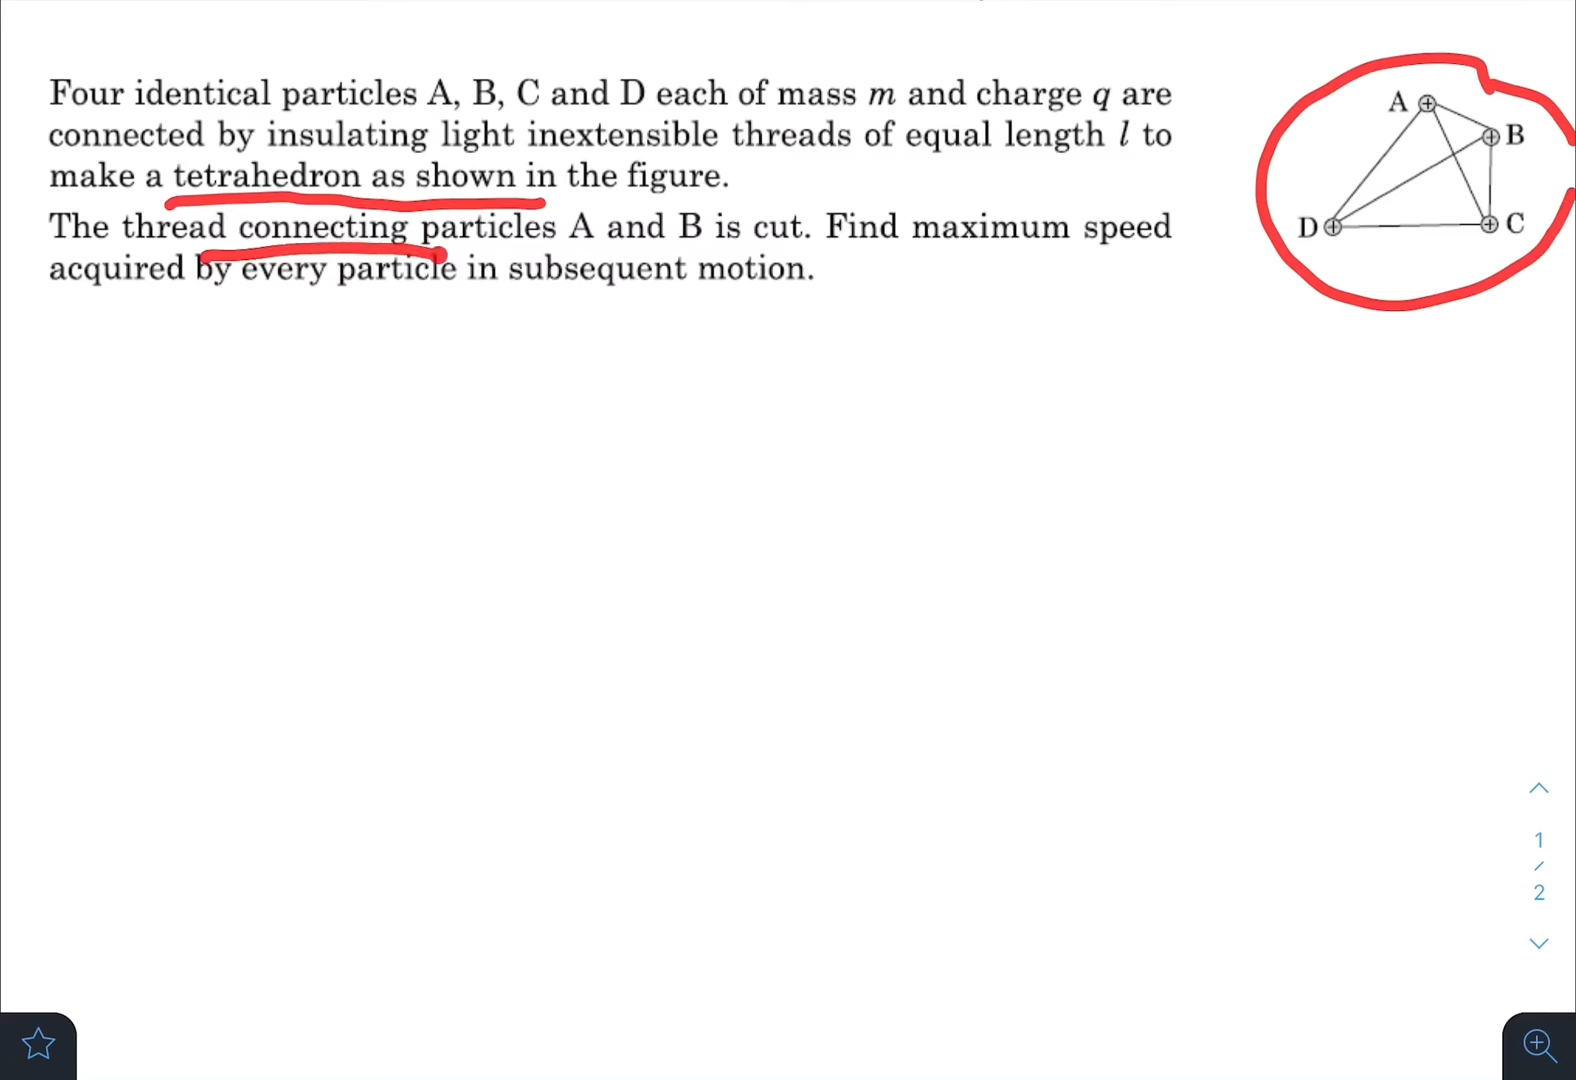 Four identical particles A, B, C and D each of mass m and charge q are
connected by insulating light inextensible threads of equal length l to
make a tetrahedron as shown in the figure.
The thread connecting particles A and B is cut. Find maximum speed
acquired by every particle in subsequent motion.
A
B
D
C
1
/
2